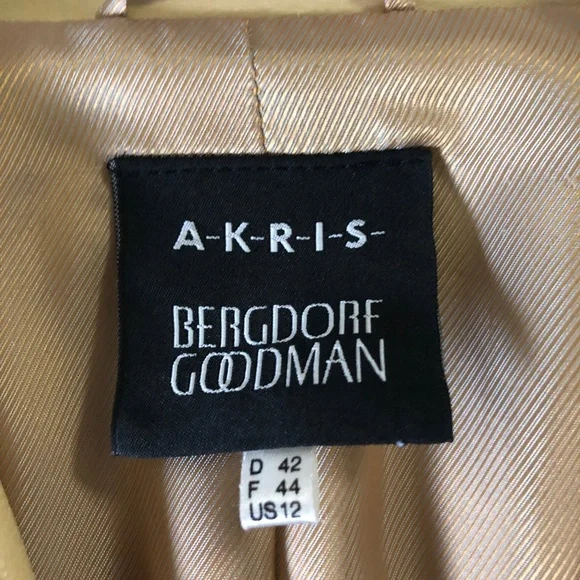 A-K-R-I-S-
BERGDORF
GOODMAN
D 42
F 44
US 12